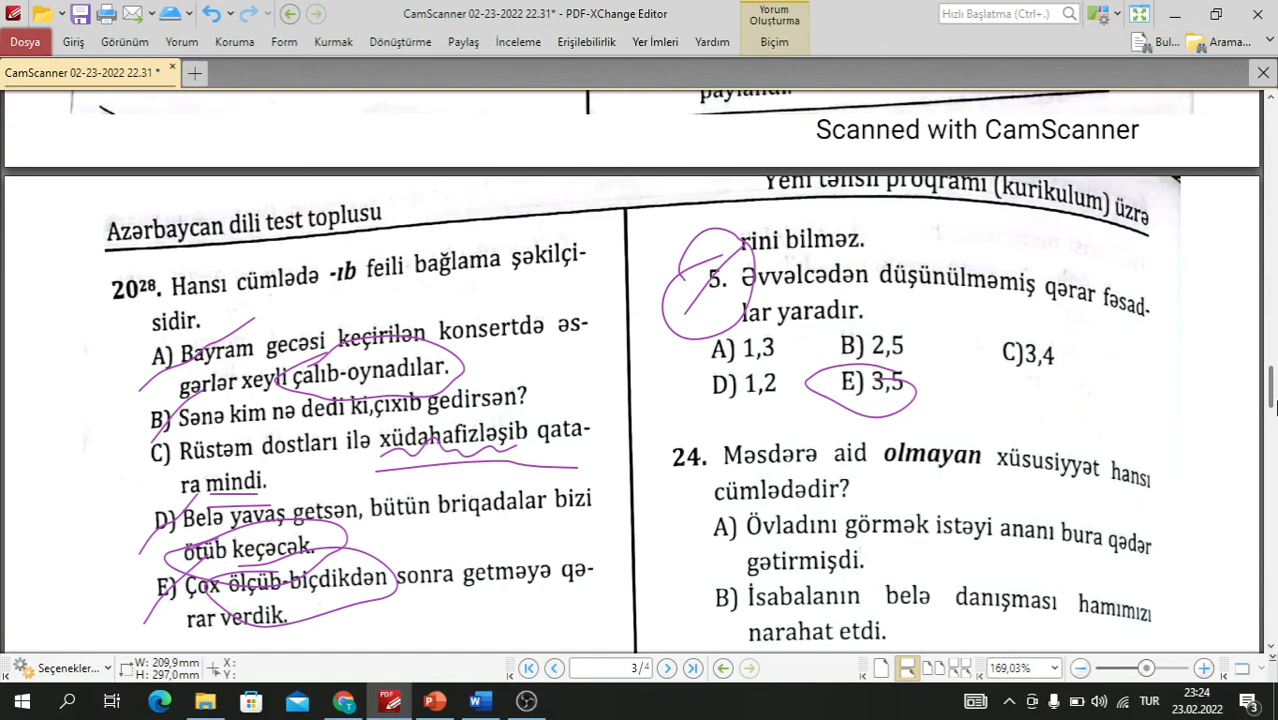 CamScanner 02-23-2022 22.31* - PDF-XChange Editor
Yorum
Oluşturma
Biçim
Hızlı Başlatma (Ctrl+.)
Dosya
Giriş
Görünüm
Yorum
Koruma
Form
Kurmak
Dönüştürme
Paylaş
İnceleme
Erişilebilirlik
Yer İmleri
Yardım
Bul...
Arama...
CamScanner 02-23-2022 22.31 *
paylandı.
Scanned with CamScanner
Azərbaycan dili test toplusu
20²⁸. Hansı cümlədə -ıb feili bağlama şəkilçi-
sidir.
A) Bayram gecəsi keçirilən konsertdə əs-
gərlər xeyli çalıb-oynadılar.
B) Sənə kim nə dedi ki,çıxıb gedirsən?
C) Rüstəm dostları ilə xüdahafizləşib qata-
ra mindi.
D) Belə yavaş getsən, bütün briqadalar bizi
ötüb keçəcək.
E) Çox ölçüb-biçdikdən sonra getməyə qə-
rar verdik.
Yeni təhsil proqramı (kurikulum) üzrə
rini bilməz.
5. Əvvəlcədən düşünülməmiş qərar fəsad-
lar yaradır.
A) 1,3 B) 2,5 C)3,4
D) 1,2 E) 3,5
24. Məsdərə aid olmayan xüsusiyyət hansı
cümlədədir?
A) Övladını görmək istəyi ananı bura qədər
gətirmişdi.
B) İsabalanın belə danışması hamımızı
narahat etdi.
Seçenekler...
W: 209,9mm
H: 297,0mm
X:
Y:
3/4
169,03%
TUR
23:24
23.02.2022
3